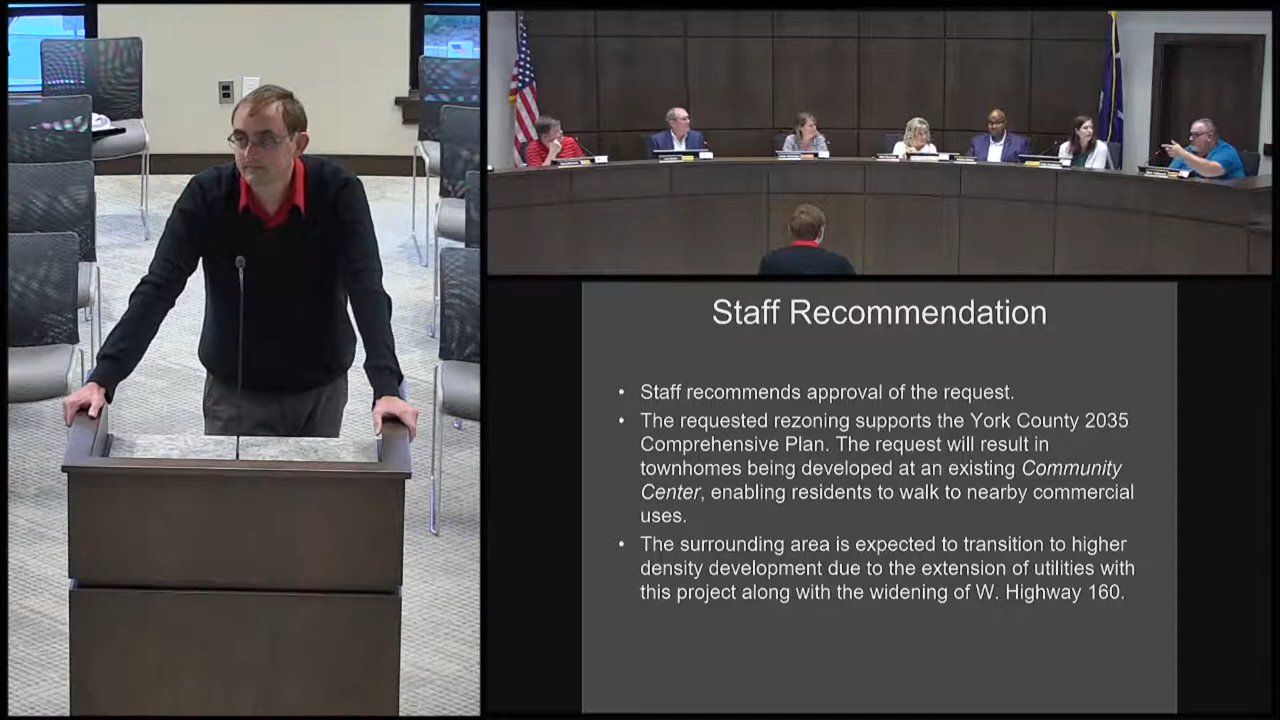 Staff Recommendation
• Staff recommends approval of the request.
• The requested rezoning supports the York County 2035
Comprehensive Plan. The request will result in
townhomes being developed at an existing Community
Center, enabling residents to walk to nearby commercial
uses.
• The surrounding area is expected to transition to higher
density development due to the extension of utilities with
this project along with the widening of W. Highway 160.